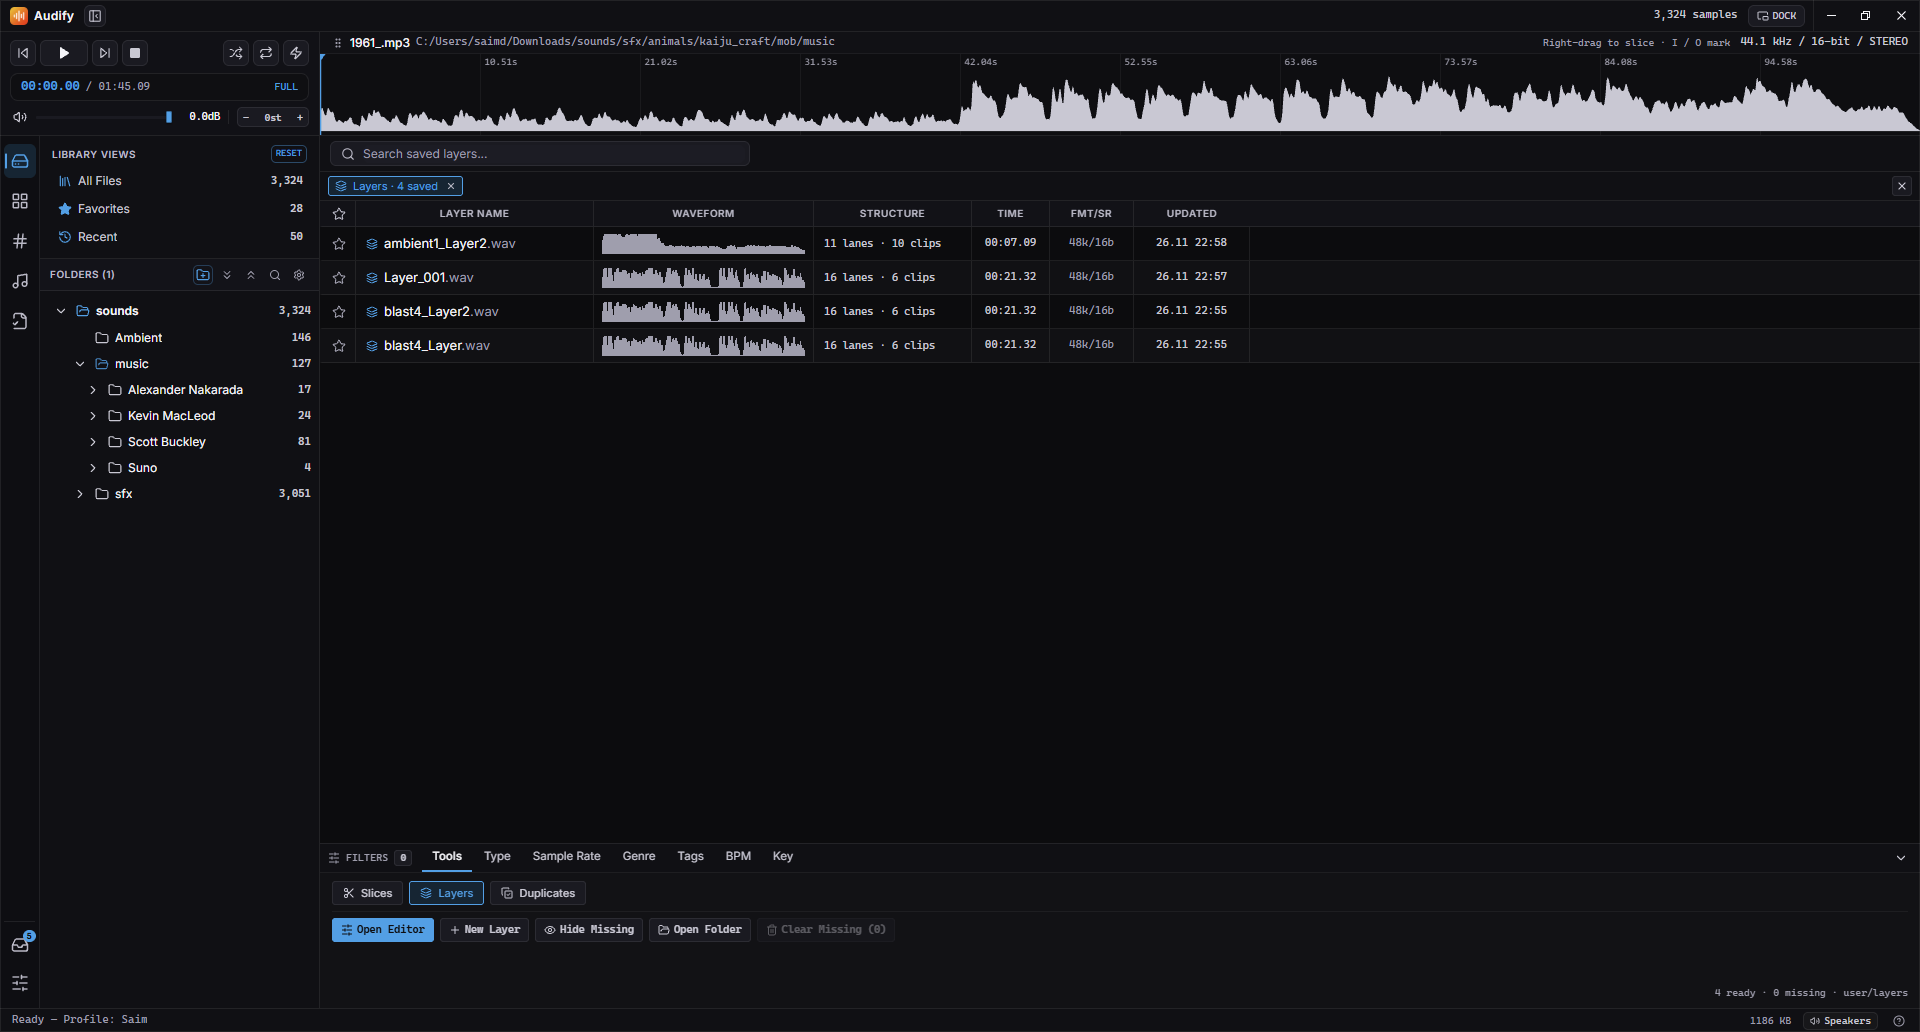 Audify
3,324 samples
DOCK
1961_.mp3 C:/Users/saimd/Downloads/sounds/sfx/animals/kaiju_craft/mob/music
Right-drag to slice · I / O mark 44.1 kHz / 16-bit / STEREO
00:00.00 / 01:45.09 FULL
0.0dB − 0st +
10.51s 21.02s 31.53s 42.04s 52.55s 63.06s 73.57s 84.08s 94.58s
LIBRARY VIEWS RESET
All Files 3,324
Favorites 28
Recent 50
FOLDERS (1)
sounds 3,324
Ambient 146
music 127
Alexander Nakarada 17
Kevin MacLeod 24
Scott Buckley 81
Suno 4
sfx 3,051
Search saved layers...
Layers · 4 saved ×
LAYER NAME WAVEFORM STRUCTURE TIME FMT/SR UPDATED
ambient1_Layer2.wav 11 lanes · 10 clips 00:07.09 48k/16b 26.11 22:58
Layer_001.wav 16 lanes · 6 clips 00:21.32 48k/16b 26.11 22:57
blast4_Layer2.wav 16 lanes · 6 clips 00:21.32 48k/16b 26.11 22:55
blast4_Layer.wav 16 lanes · 6 clips 00:21.32 48k/16b 26.11 22:55
FILTERS 0 Tools Type Sample Rate Genre Tags BPM Key
Slices Layers Duplicates
Open Editor + New Layer Hide Missing Open Folder Clear Missing (0)
4 ready · 0 missing · user/layers
5
Ready — Profile: Saim
1186 KB Speakers